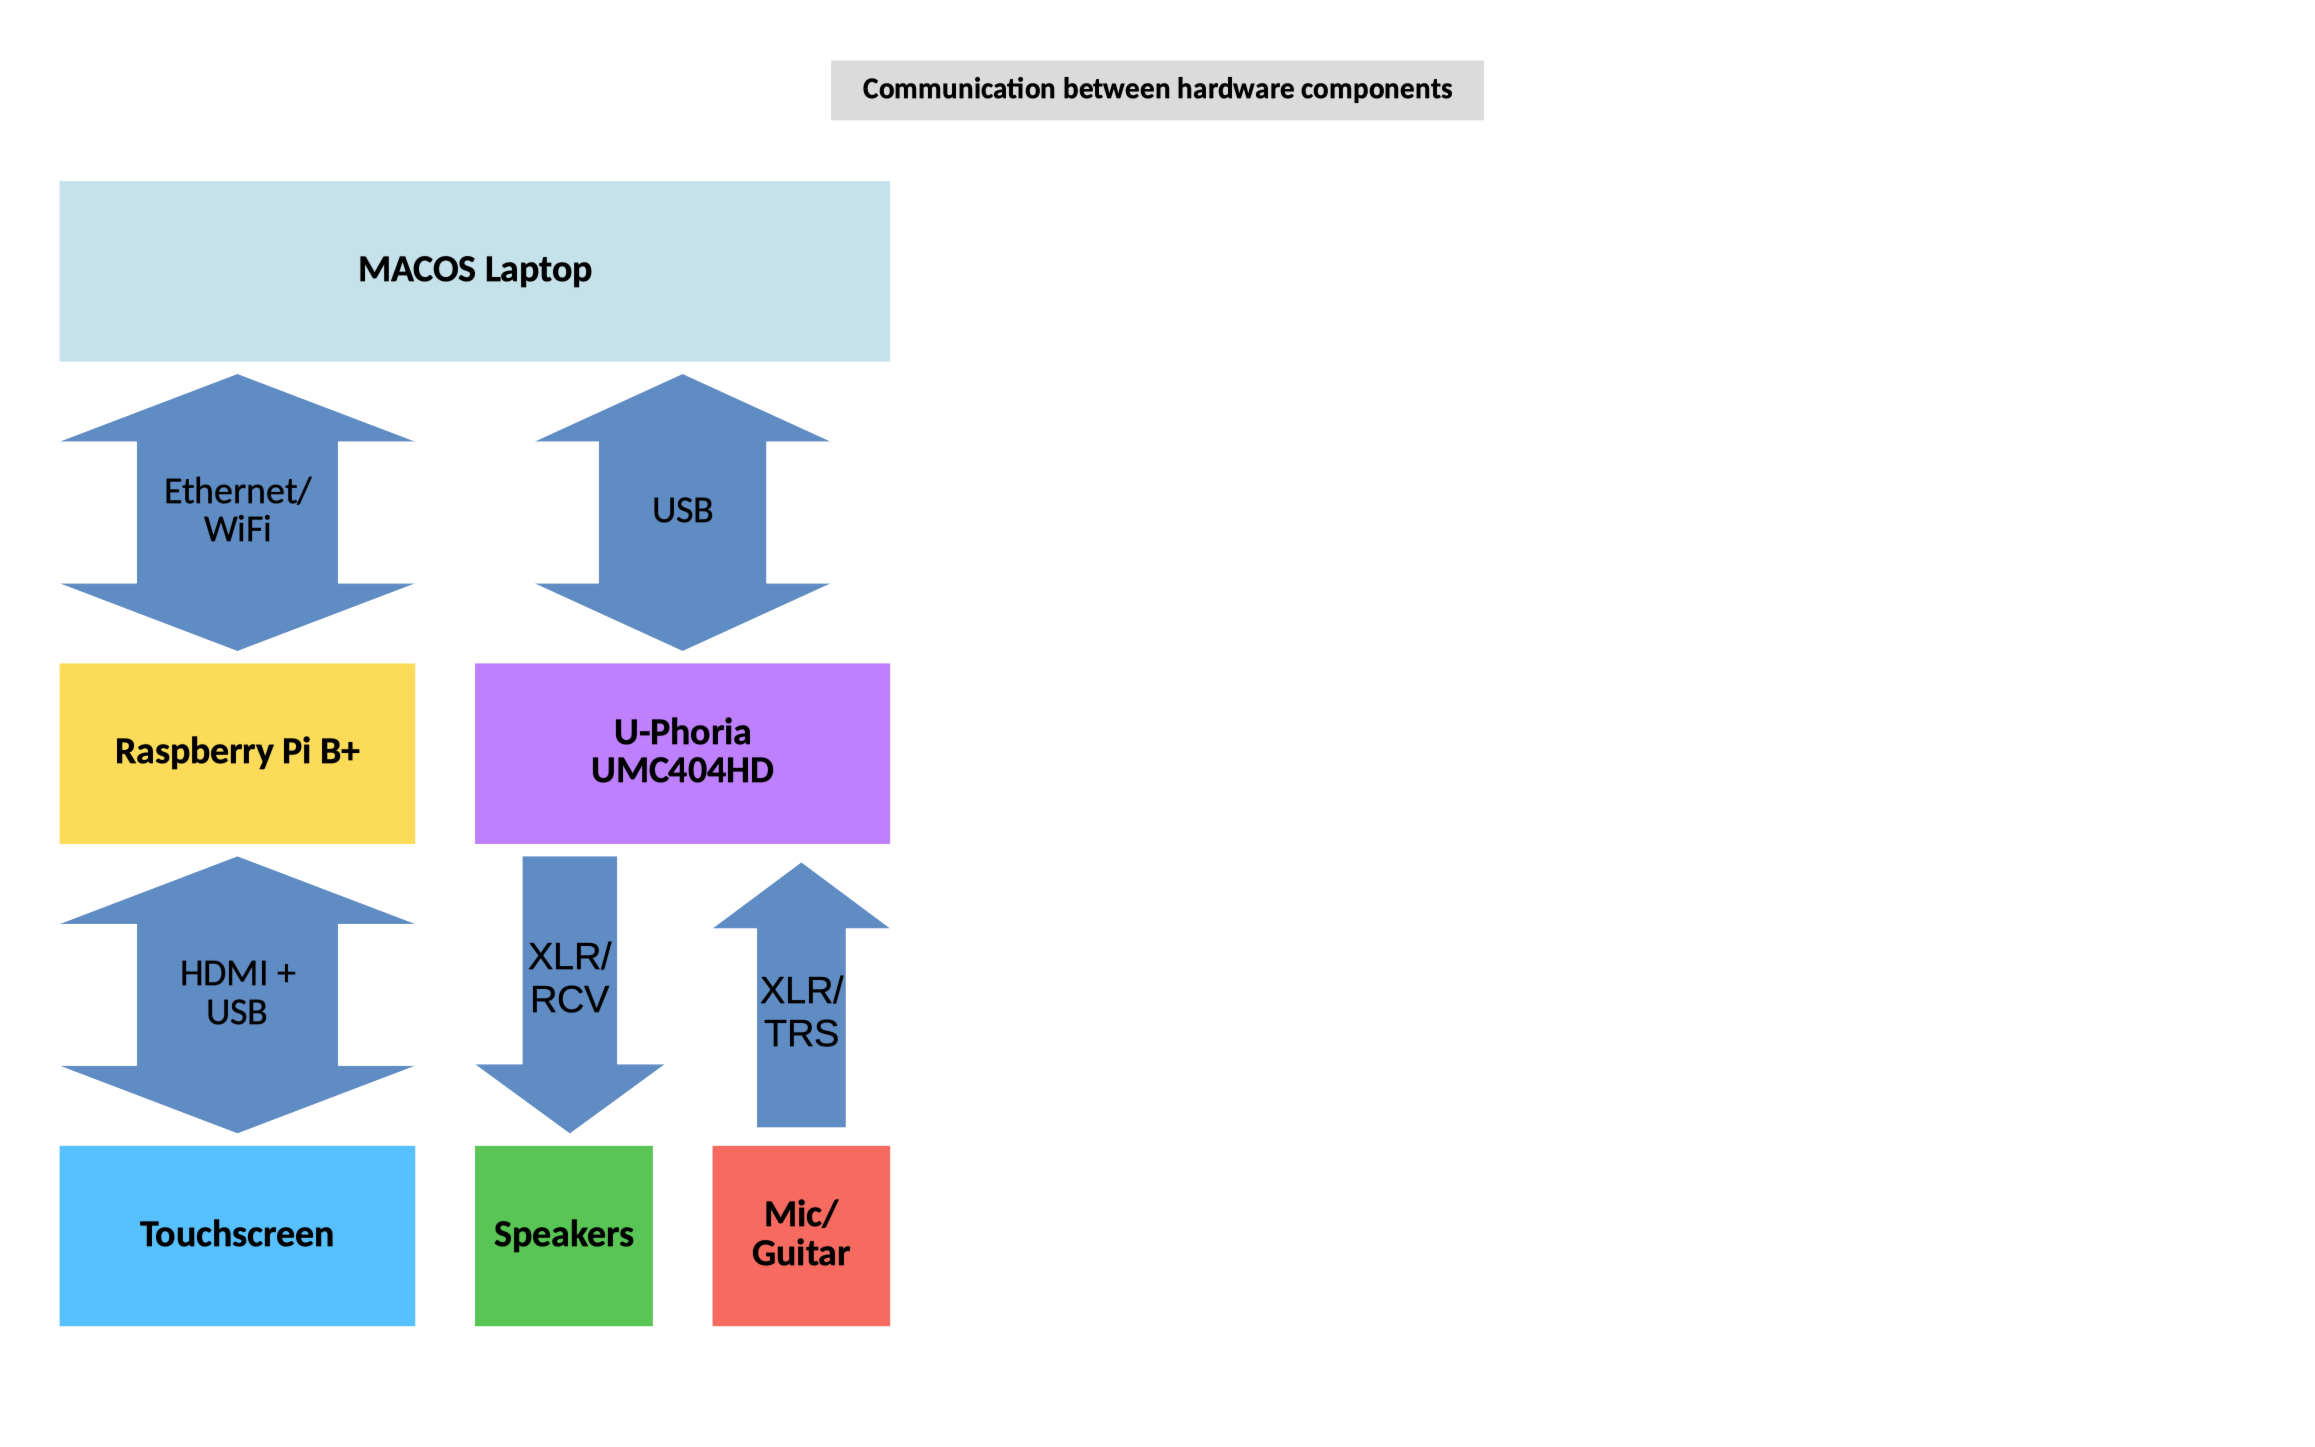 Communication between hardware components
MACOS Laptop
Ethernet/
WiFi
USB
Raspberry Pi B+
U-Phoria
UMC404HD
HDMI +
USB
XLR/
RCV
XLR/
TRS
Touchscreen
Speakers
Mic/
Guitar